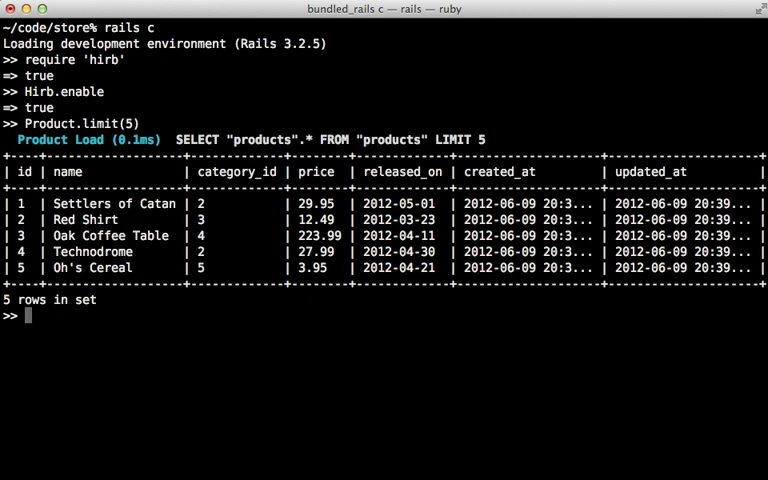 bundled_rails c — rails — ruby
~/code/store% rails c
Loading development environment (Rails 3.2.5)
>> require 'hirb'
=> true
>> Hirb.enable
=> true
>> Product.limit(5)
  Product Load (0.1ms)  SELECT "products".* FROM "products" LIMIT 5
+----+------------------+-------------+--------+-------------+--------------------+--------------------+
| id | name             | category_id | price  | released_on | created_at         | updated_at         |
+----+------------------+-------------+--------+-------------+--------------------+--------------------+
| 1  | Settlers of Catan | 2           | 29.95  | 2012-05-01  | 2012-06-09 20:3... | 2012-06-09 20:39... |
| 2  | Red Shirt        | 3           | 12.49  | 2012-03-23  | 2012-06-09 20:3... | 2012-06-09 20:39... |
| 3  | Oak Coffee Table | 4           | 223.99 | 2012-04-11  | 2012-06-09 20:3... | 2012-06-09 20:39... |
| 4  | Technodrome      | 2           | 27.99  | 2012-04-30  | 2012-06-09 20:3... | 2012-06-09 20:39... |
| 5  | Oh's Cereal      | 5           | 3.95   | 2012-04-21  | 2012-06-09 20:3... | 2012-06-09 20:39... |
+----+------------------+-------------+--------+-------------+--------------------+--------------------+
5 rows in set
>>